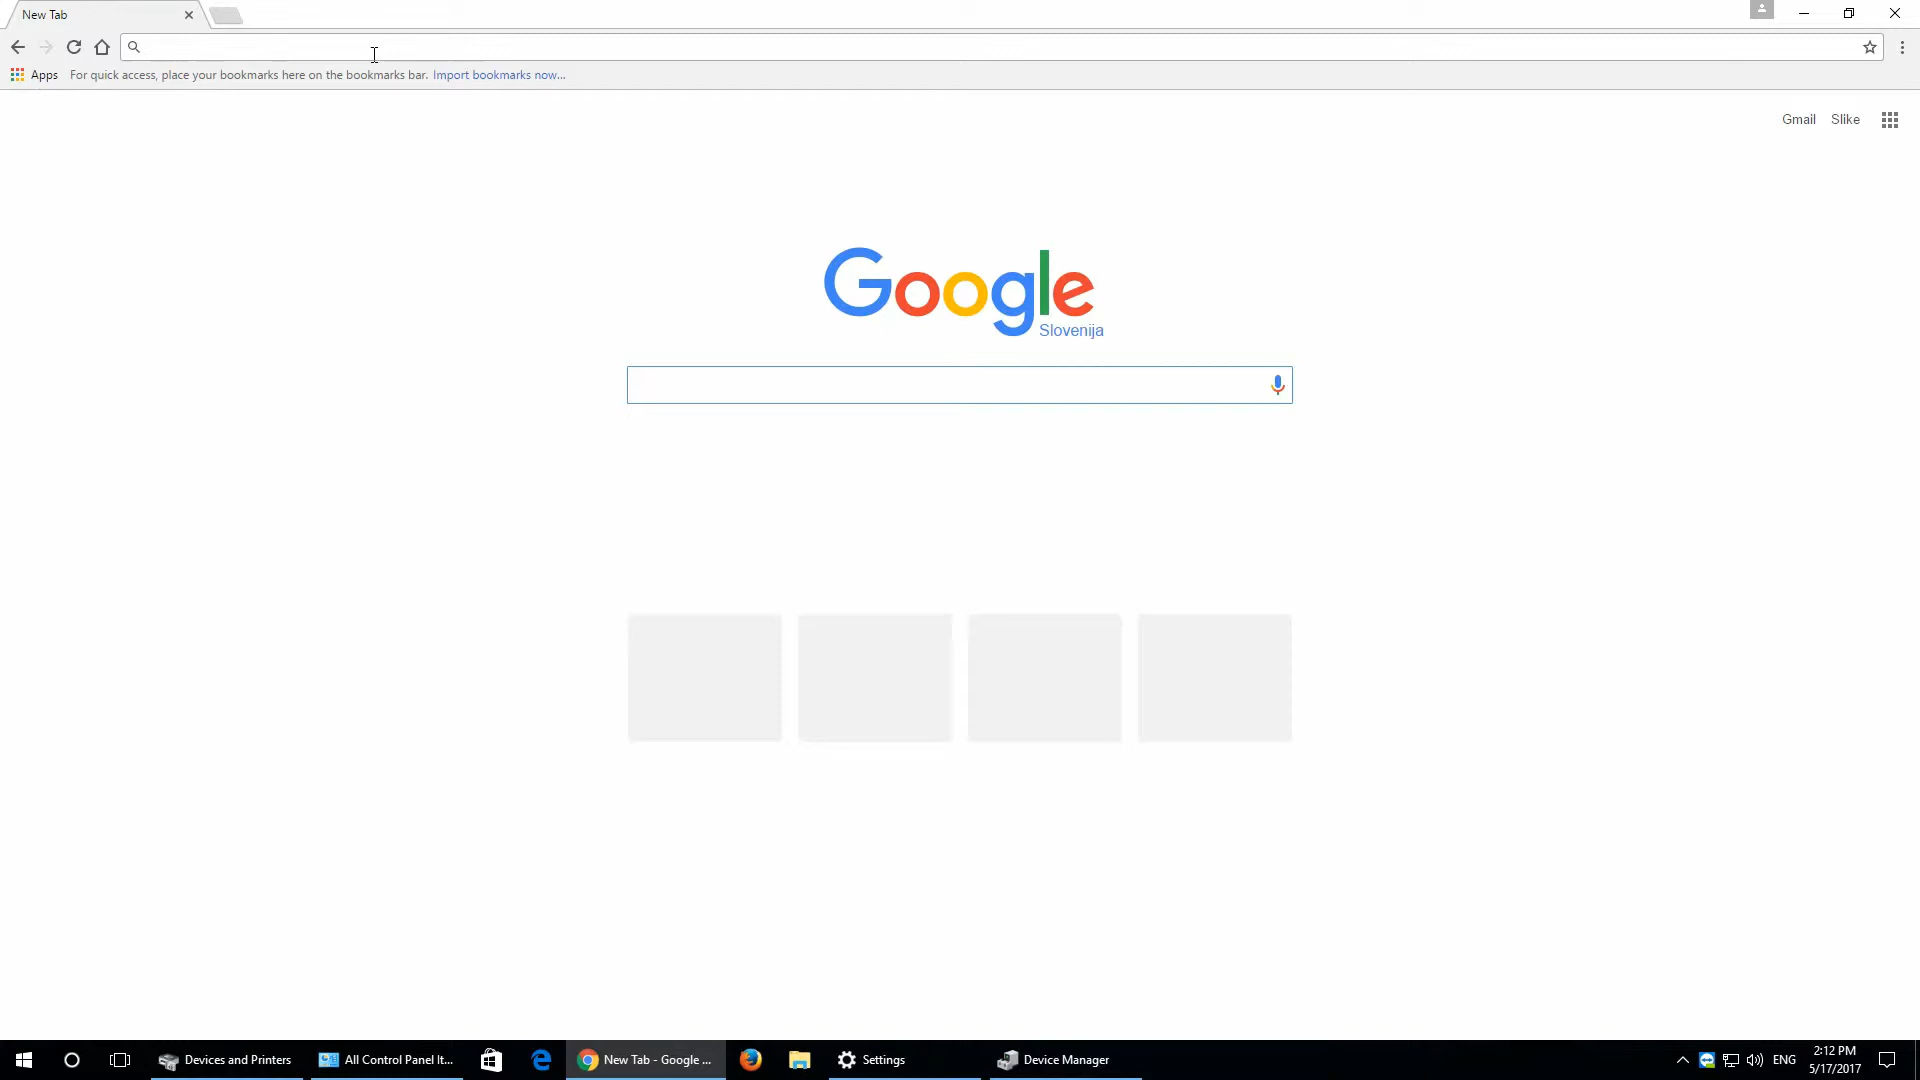 New Tab
Apps For quick access, place your bookmarks here on the bookmarks bar. Import bookmarks now...
Gmail Slike
Google
Slovenija
Devices and Printers All Control Panel It... New Tab - Google ... Settings Device Manager ENG 2:12 PM
5/17/2017